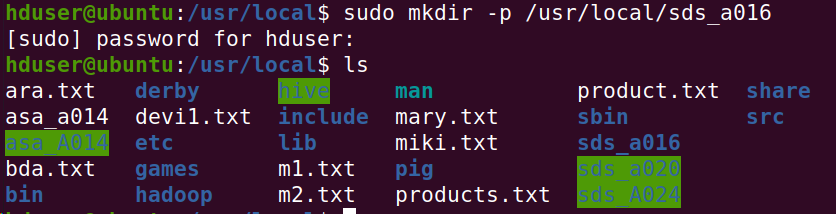 hduser@ubuntu:/usr/local$ sudo mkdir -p /usr/local/sds_a016
[sudo] password for hduser:
hduser@ubuntu:/usr/local$ ls
ara.txt derby hive man product.txt share
asa_a014 devi1.txt include mary.txt sbin src
asa_A014 etc lib miki.txt sds_a016
bda.txt games m1.txt pig sds_a020
bin hadoop m2.txt products.txt sds_A024